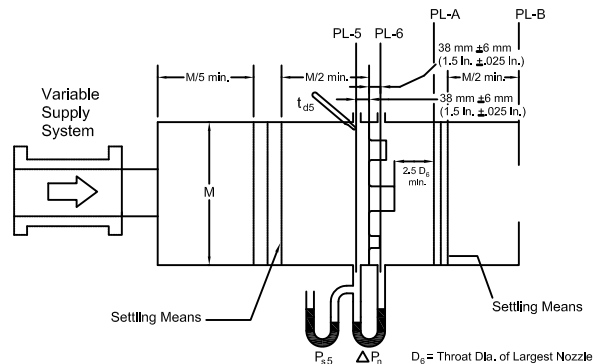 PL-A
PL-B
PL-5
PL-6
38 mm ±6 mm
(1.5 In. ±.025 In.)
M/5 min.
M/2 min.
M/2 min.
Variable
Supply
System
38 mm ±6 mm
(1.5 In. ±.025 In.)
td5
2.5 D6
min.
M
Settling Means
Settling Means
Ps5
△Pn
D6 = Throat Dia. of Largest Nozzle